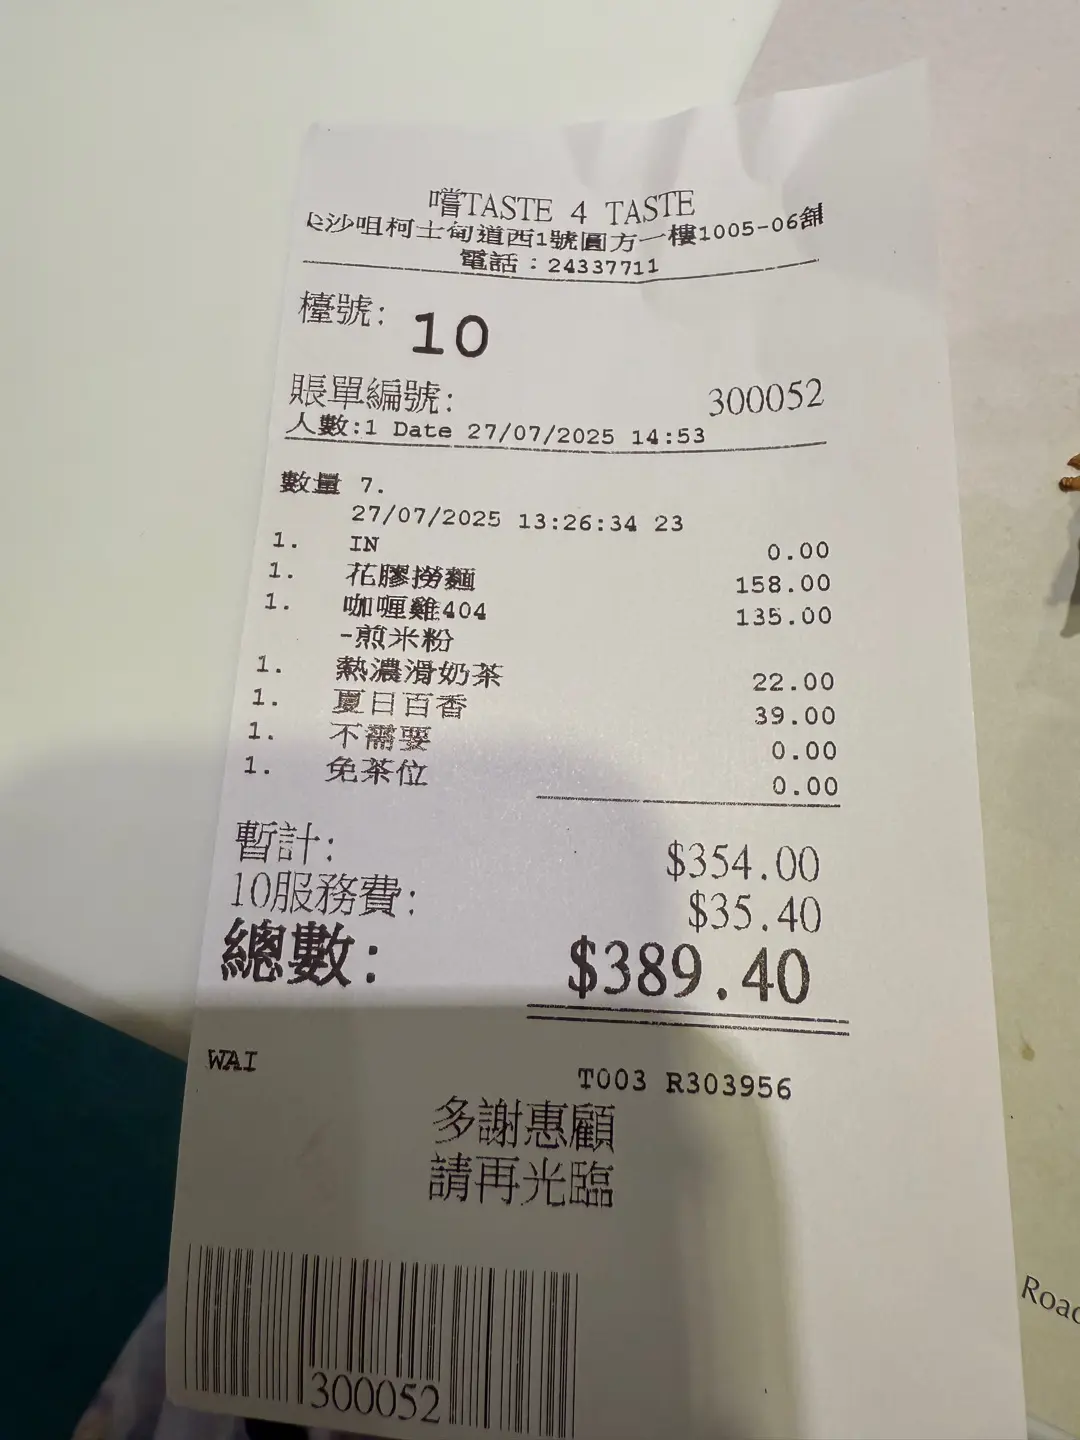 嚐TASTE 4 TASTE
沙咀柯士甸道西1號圓方一樓1005-06舖
電話：24337711
檯號: 10
賬單編號: 300052
人數:1 Date 27/07/2025 14:53
數量 7.
27/07/2025 13:26:34 23
1. IN 0.00
1. 花膠撈麵 158.00
1. 咖喱雞404 135.00
-煎米粉
1. 熱濃滑奶茶 22.00
1. 夏日百香 39.00
1. 不需要 0.00
1. 免茶位 0.00
暫計: $354.00
10服務費: $35.40
總數: $389.40
WAI T003 R303956
多謝惠顧
請再光臨
300052